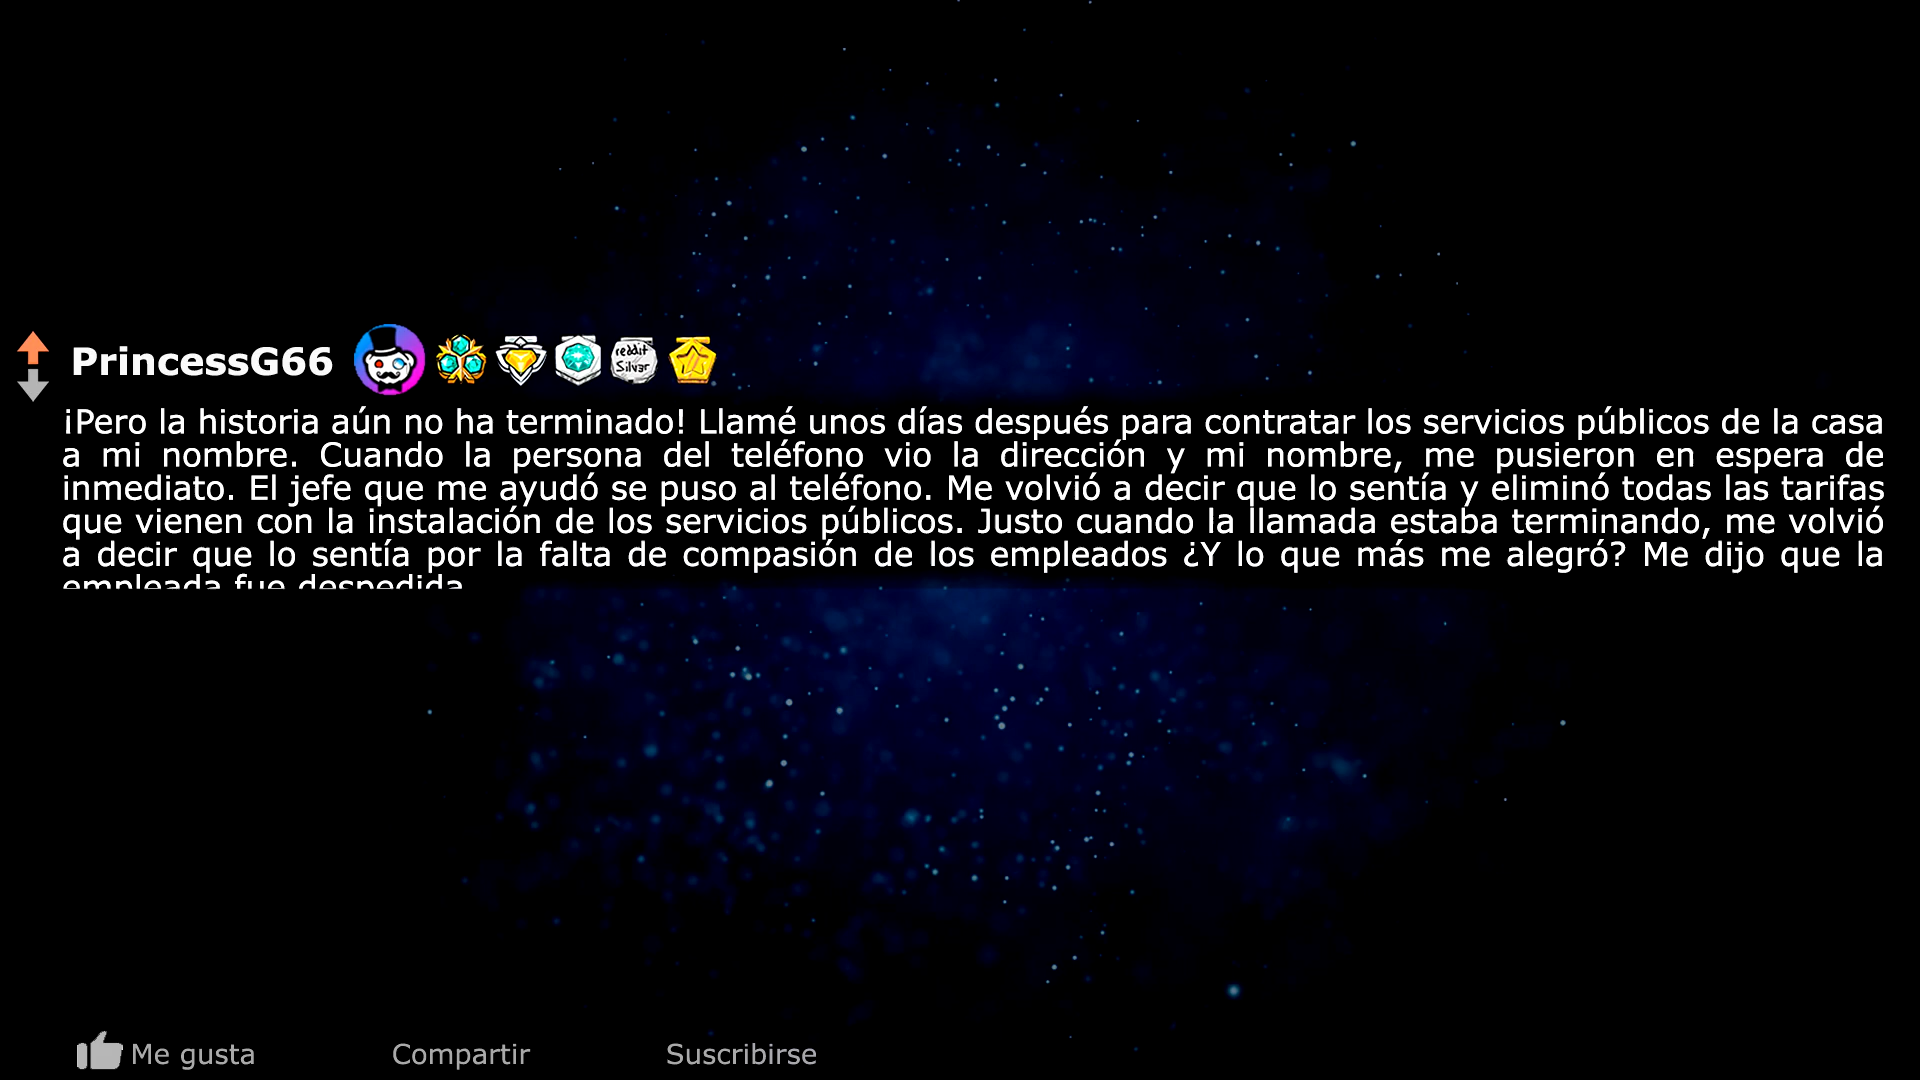 PrincessG66
reddit
Silv3r
¡Pero la historia aún no ha terminado! Llamé unos días después para contratar los servicios públicos de la casa
a mi nombre. Cuando la persona del teléfono vio la dirección y mi nombre, me pusieron en espera de
inmediato. El jefe que me ayudó se puso al teléfono. Me volvió a decir que lo sentía y eliminó todas las tarifas
que vienen con la instalación de los servicios públicos. Justo cuando la llamada estaba terminando, me volvió
a decir que lo sentía por la falta de compasión de los empleados ¿Y lo que más me alegró? Me dijo que la
empleada fue despedida
Me gusta Compartir Suscribirse